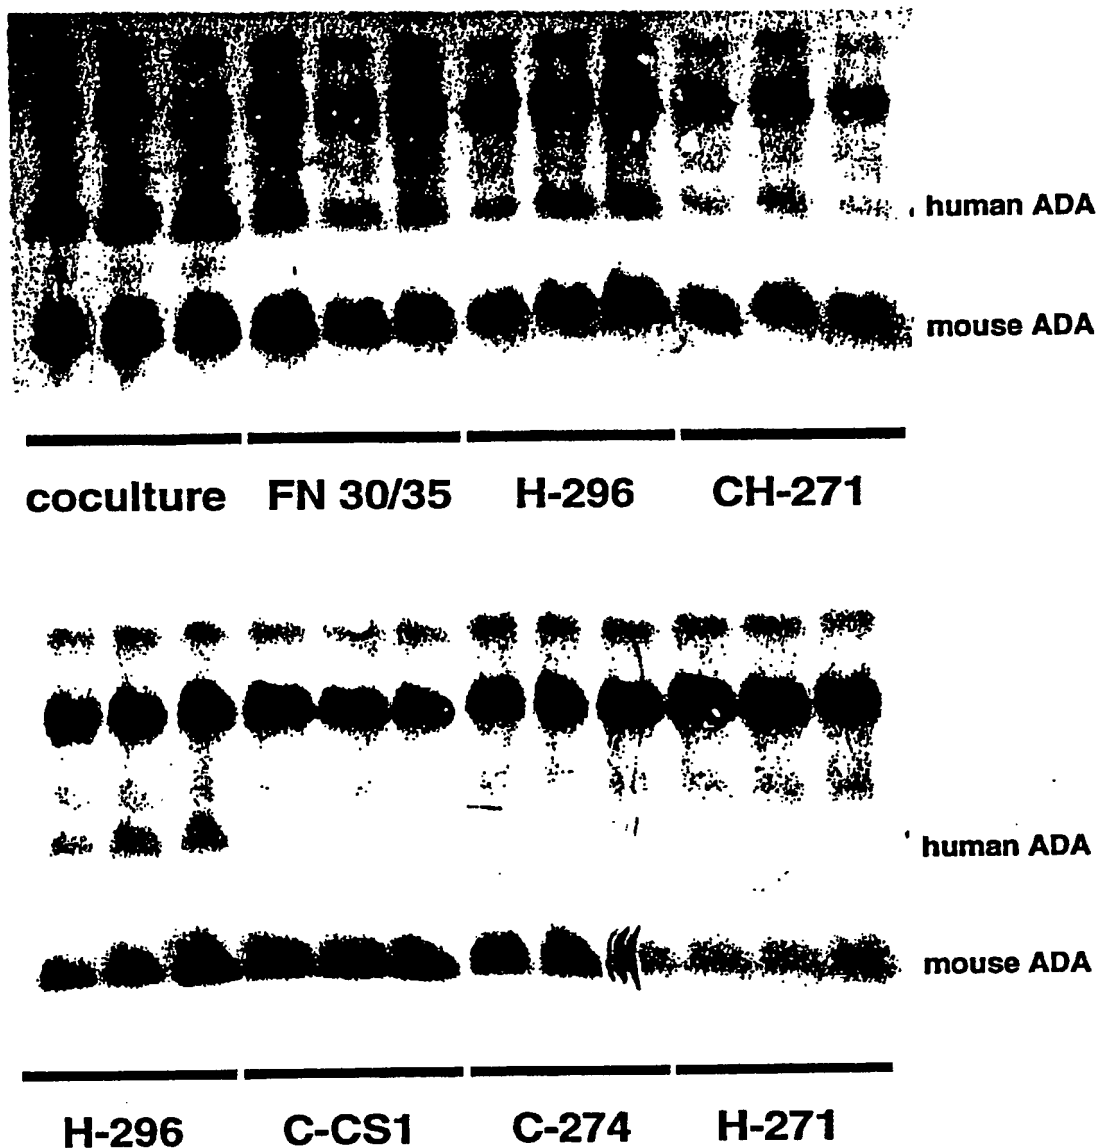 human ADA
mouse ADA
coculture FN 30/35 H-296 CH-271
human ADA
mouse ADA
H-296 C-CS1 C-274 H-271